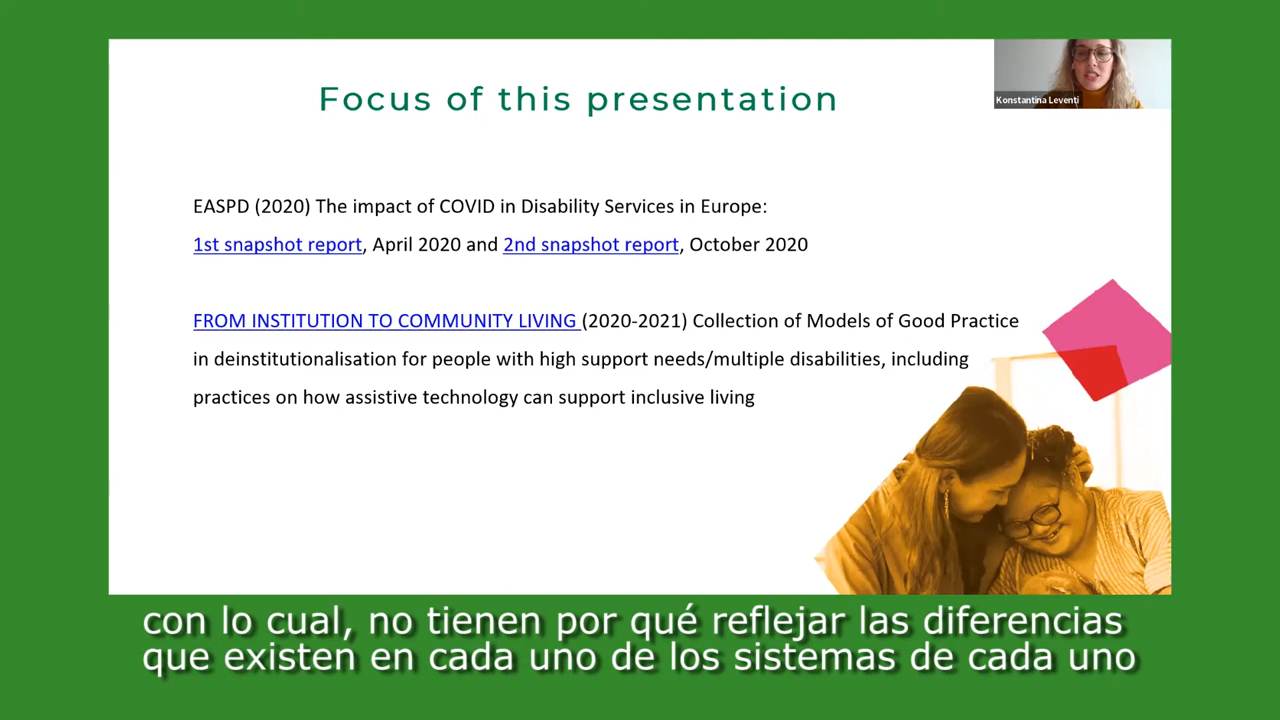 Focus of this presentation
Konstantina Leventi
EASPD (2020) The impact of COVID in Disability Services in Europe:
1st snapshot report, April 2020 and 2nd snapshot report, October 2020
FROM INSTITUTION TO COMMUNITY LIVING (2020-2021) Collection of Models of Good Practice
in deinstitutionalisation for people with high support needs/multiple disabilities, including
practices on how assistive technology can support inclusive living
con lo cual, no tienen por qué reflejar las diferencias
que existen en cada uno de los sistemas de cada uno